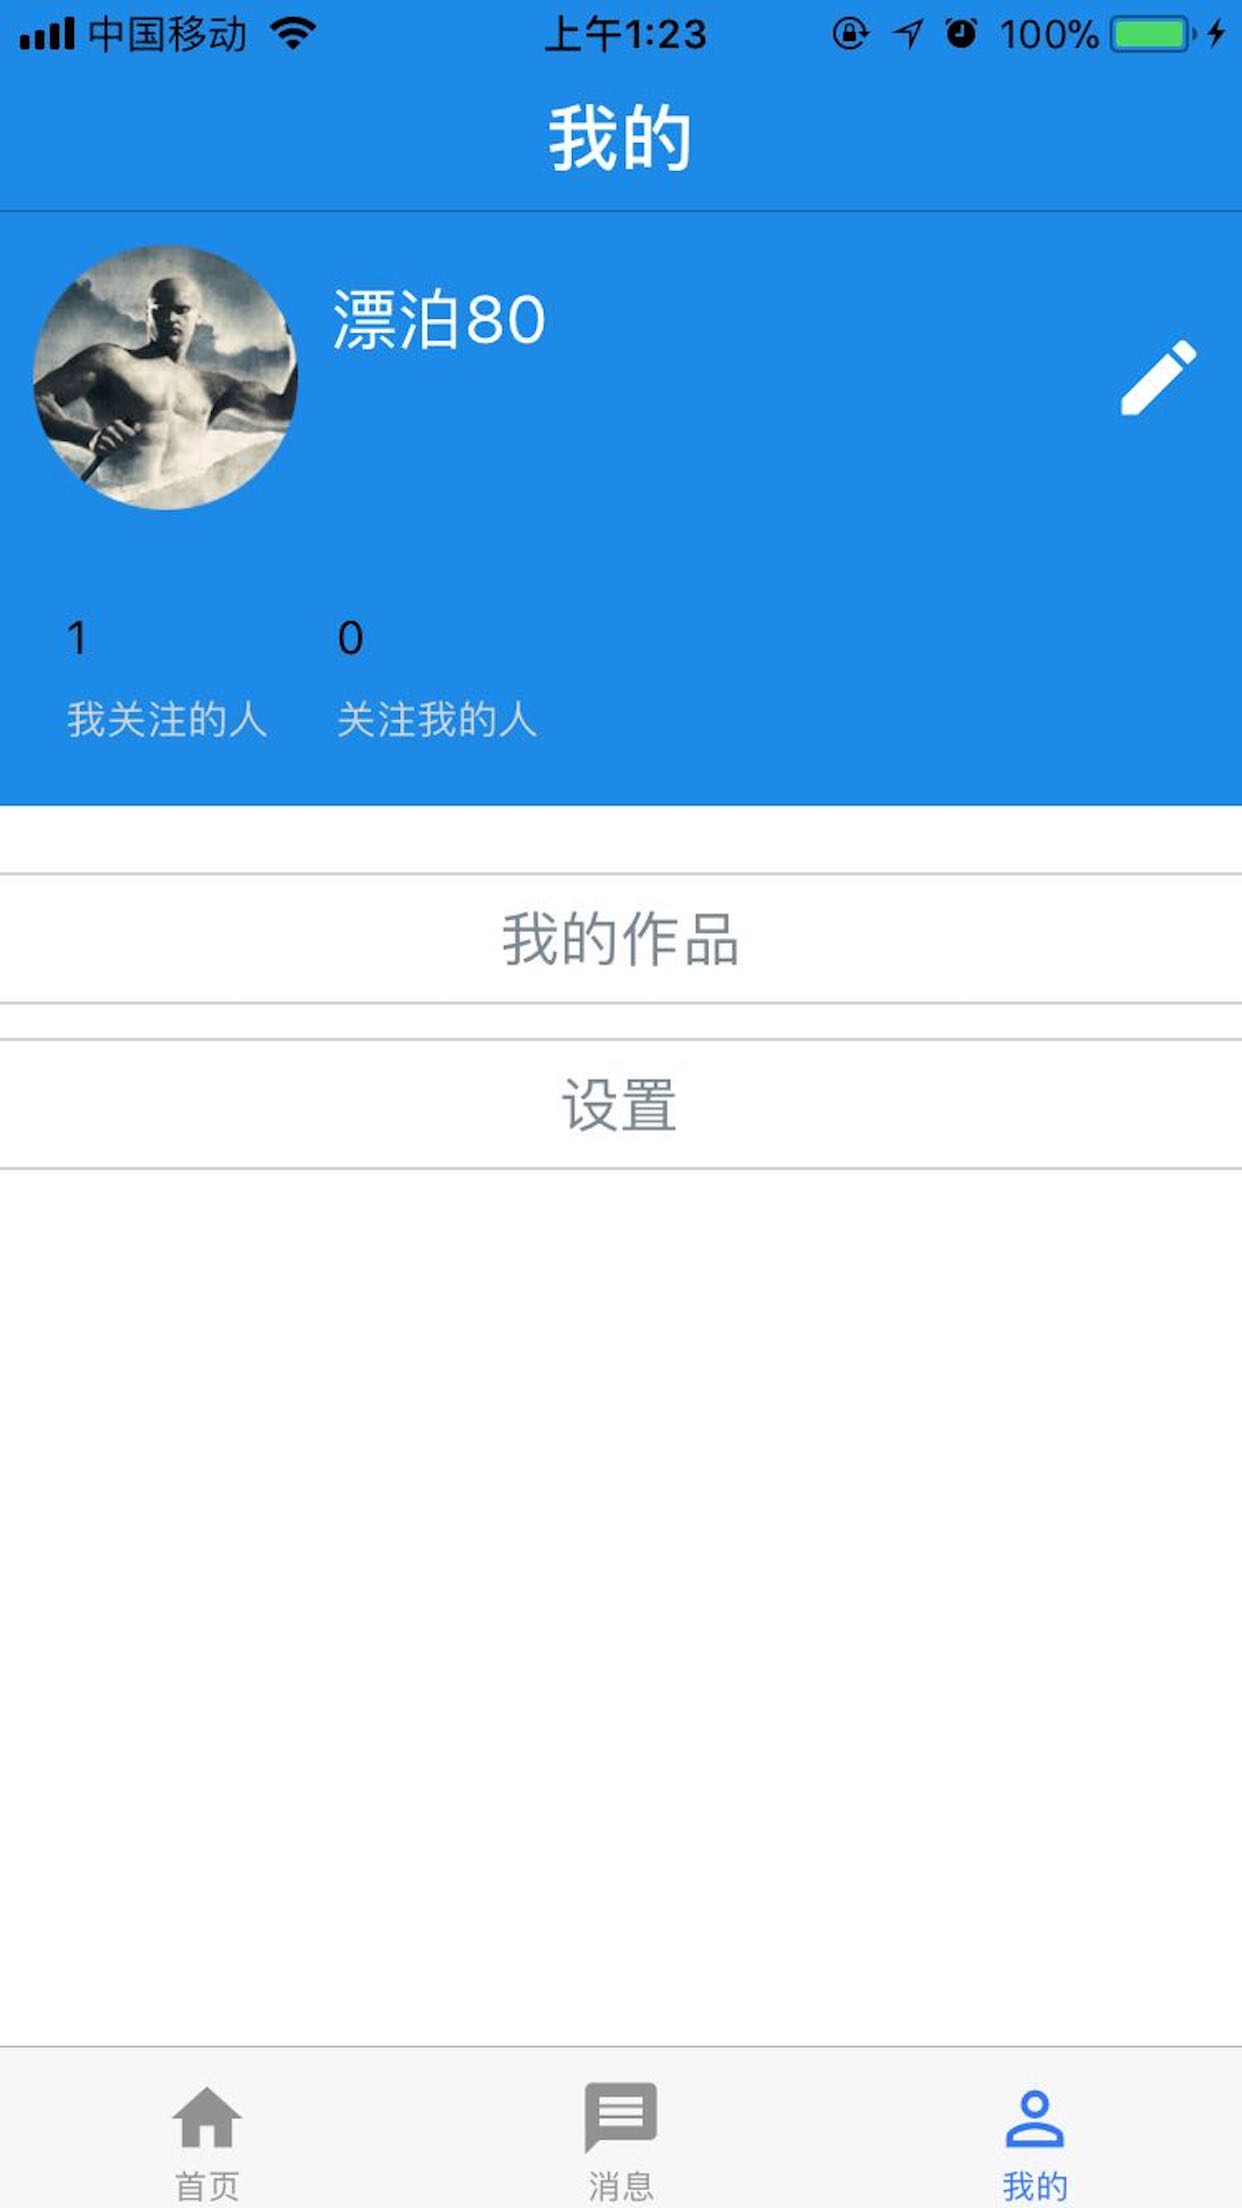 中国移动 上午1:23 100%
我的
漂泊80
1 0
我关注的人 关注我的人
我的作品
设置
首页 消息 我的